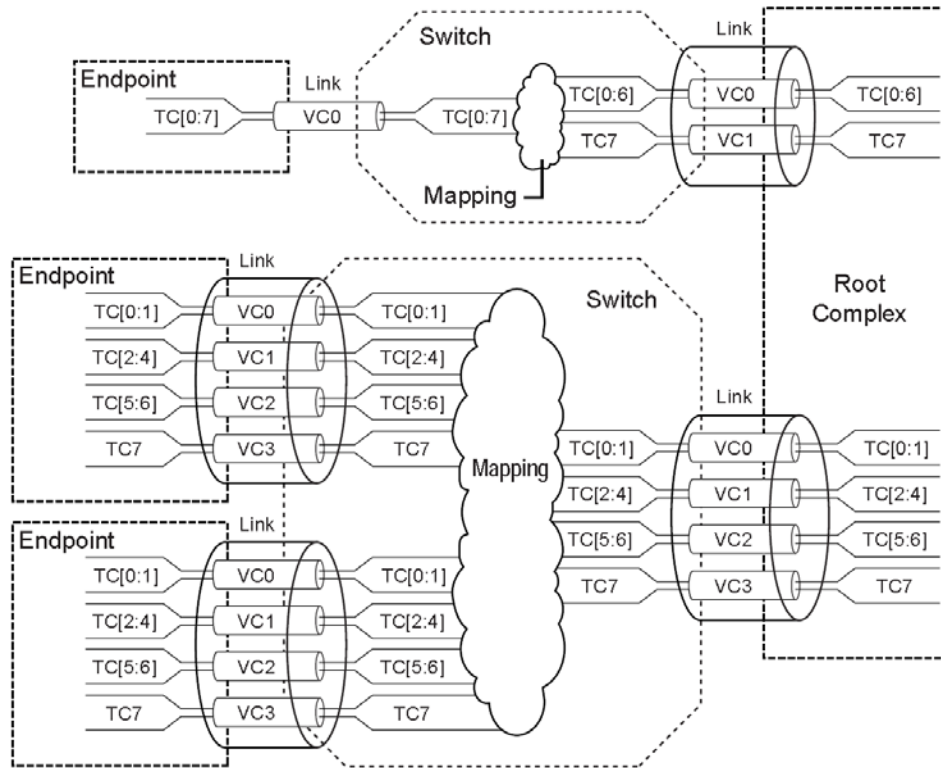 Endpoint
Link
Switch
Link
TC[0:7]
VC0
TC[0:7]
TC[0:6]
VC0
TC[0:6]
TC7
VC1
TC7
Mapping
Root
Complex
Endpoint
Link
Switch
TC[0:1]
VC0
TC[0:1]
TC[2:4]
VC1
TC[2:4]
TC[5:6]
VC2
TC[5:6]
TC7
VC3
TC7
Mapping
Link
TC[0:1]
VC0
TC[0:1]
TC[2:4]
VC1
TC[2:4]
TC[5:6]
VC2
TC[5:6]
TC7
VC3
TC7
Endpoint
Link
TC[0:1]
VC0
TC[0:1]
TC[2:4]
VC1
TC[2:4]
TC[5:6]
VC2
TC[5:6]
TC7
VC3
TC7